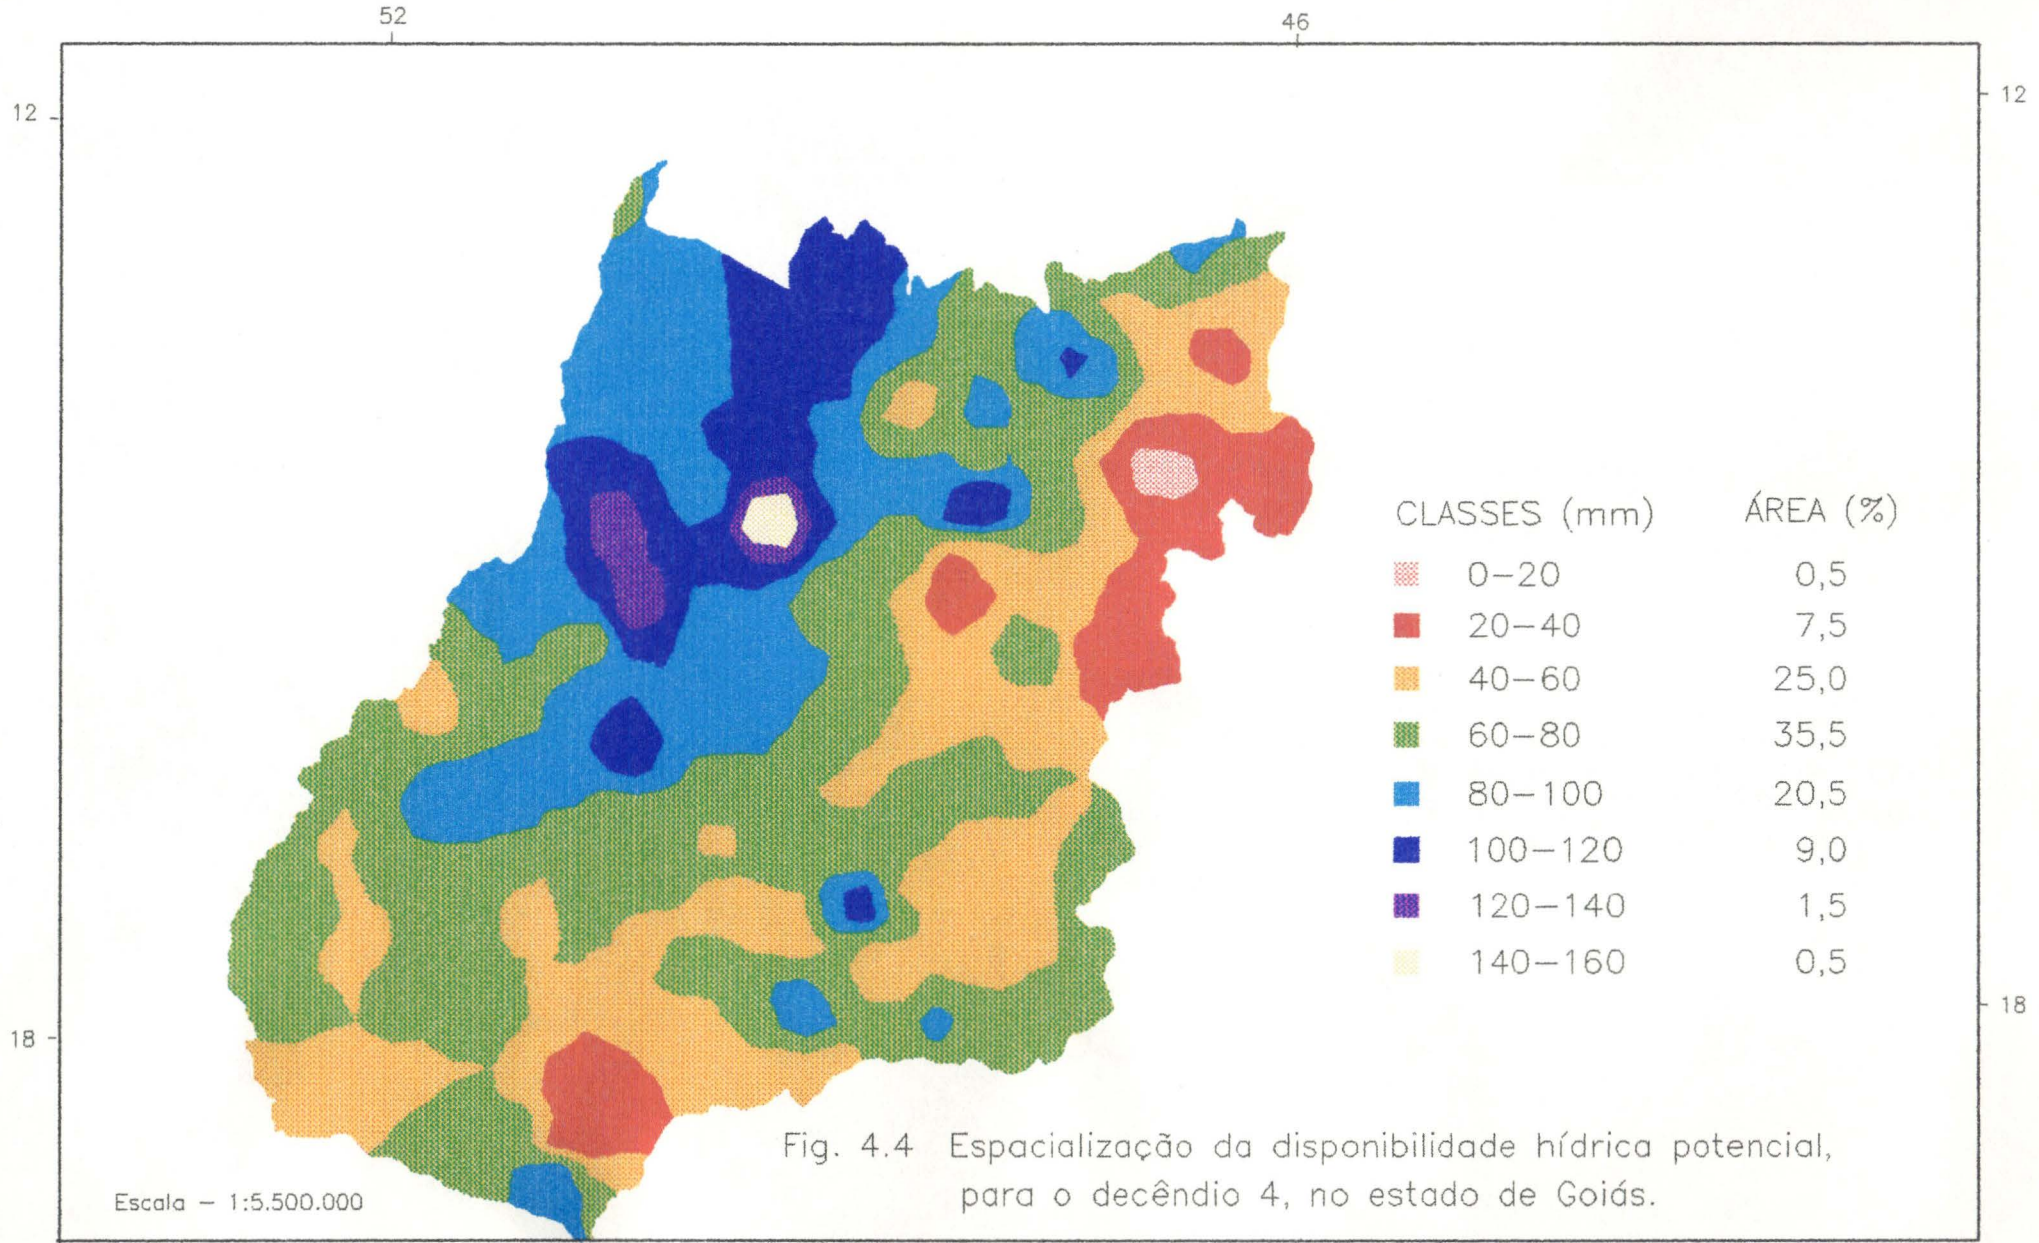 52 46
12 12
CLASSES (mm) ÁREA (%)
0-20 0,5
20-40 7,5
40-60 25,0
60-80 35,5
80-100 20,5
100-120 9,0
120-140 1,5
140-160 0,5
18 18
Fig. 4.4 Espacialização da disponibilidade hídrica potencial,
para o decêndio 4, no estado de Goiás.
Escala - 1:5.500.000